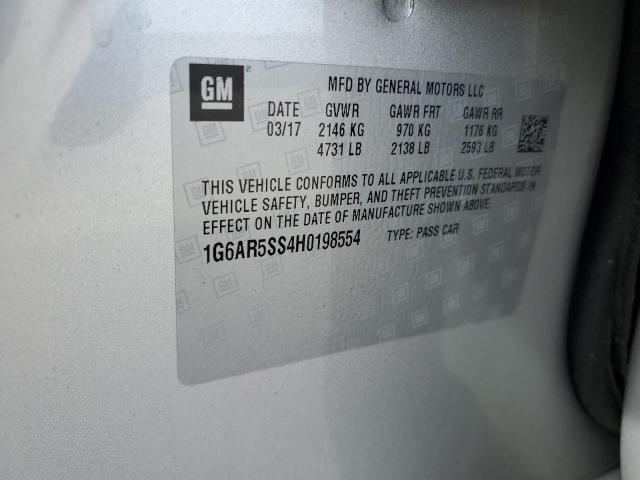 GM
MFD BY GENERAL MOTORS LLC
DATE GVWR GAWR FRT GAWR RR
03/17 2146 KG 970 KG 1176 KG
4731 LB 2138 LB 2593 LB
THIS VEHICLE CONFORMS TO ALL APPLICABLE U.S. FEDERAL MOTOR
VEHICLE SAFETY, BUMPER, AND THEFT PREVENTION STANDARDS IN
EFFECT ON THE DATE OF MANUFACTURE SHOWN ABOVE.
1G6AR5SS4H0198554 TYPE: PASS CAR